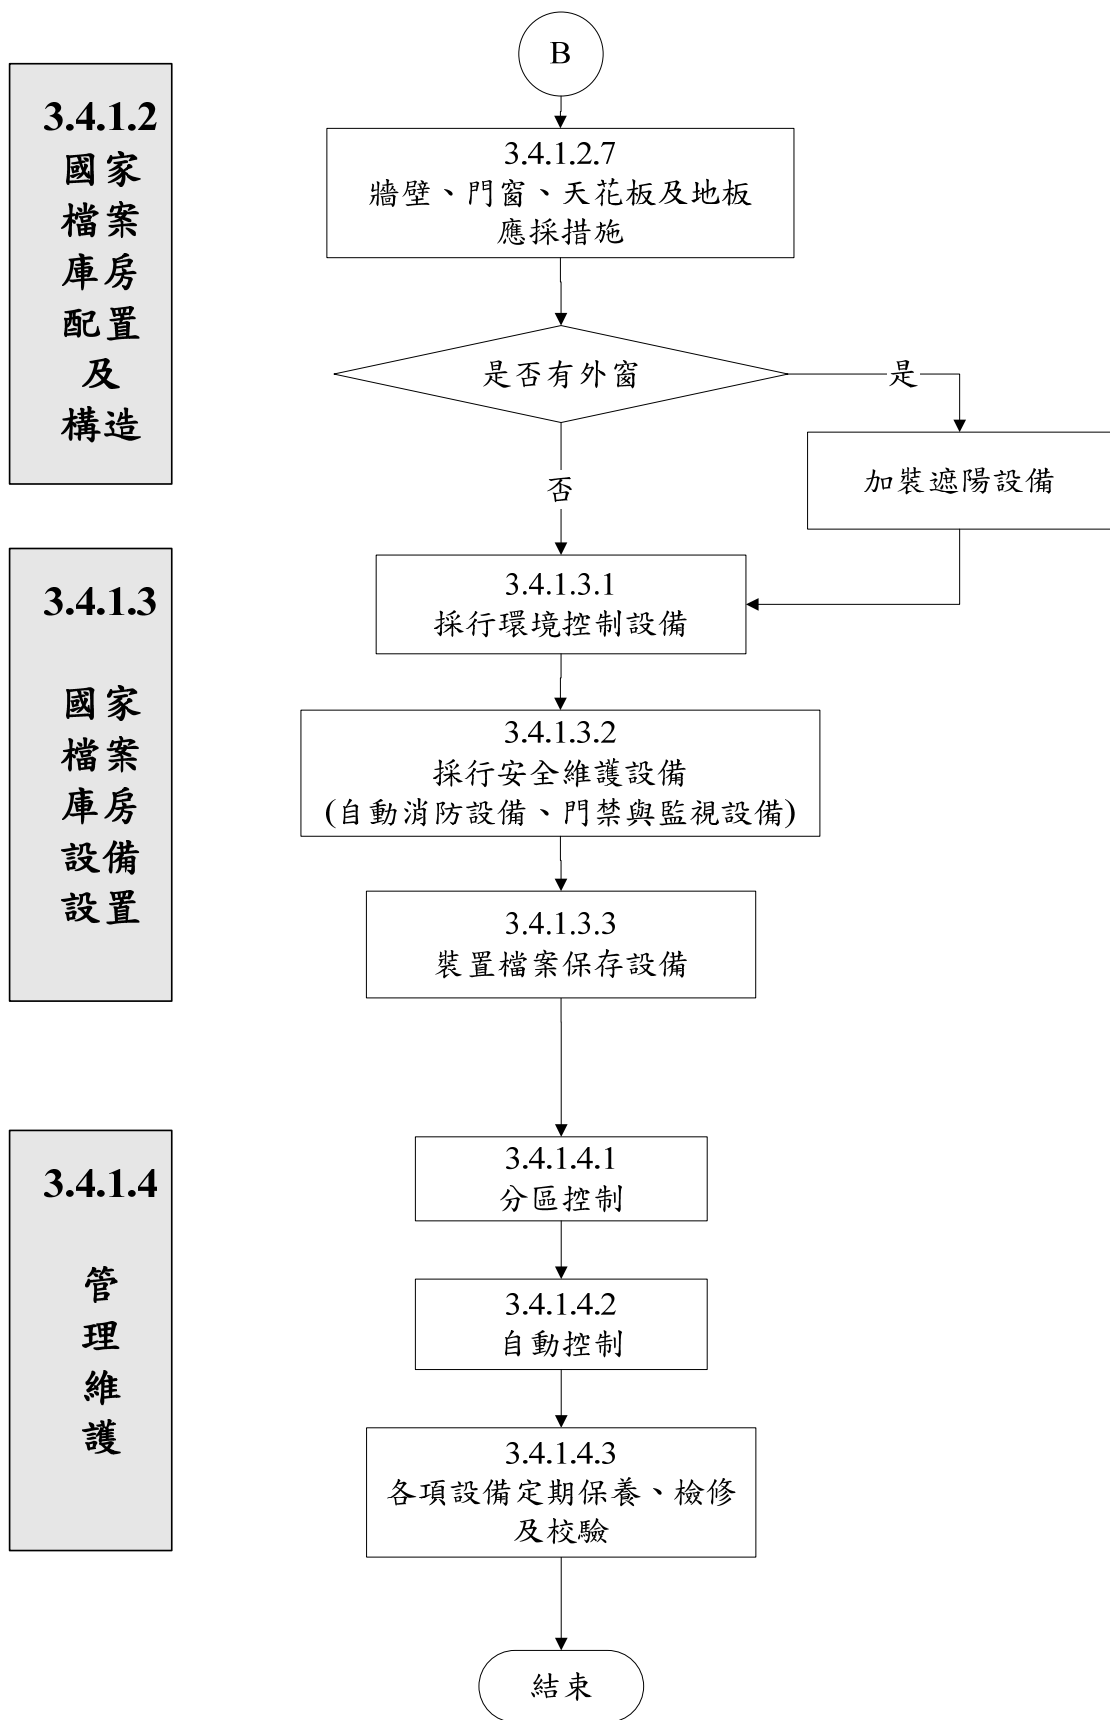 B
3.4.1.2
國家
檔案
庫房
配置
及
構造
3.4.1.2.7
牆壁、門窗、天花板及地板
應採措施
是否有外窗
是
加裝遮陽設備
否
3.4.1.3
國家
檔案
庫房
設備
設置
3.4.1.3.1
採行環境控制設備
3.4.1.3.2
採行安全維護設備
(自動消防設備、門禁與監視設備)
3.4.1.3.3
裝置檔案保存設備
3.4.1.4
管
理
維
護
3.4.1.4.1
分區控制
3.4.1.4.2
自動控制
3.4.1.4.3
各項設備定期保養、檢修
及校驗
結束